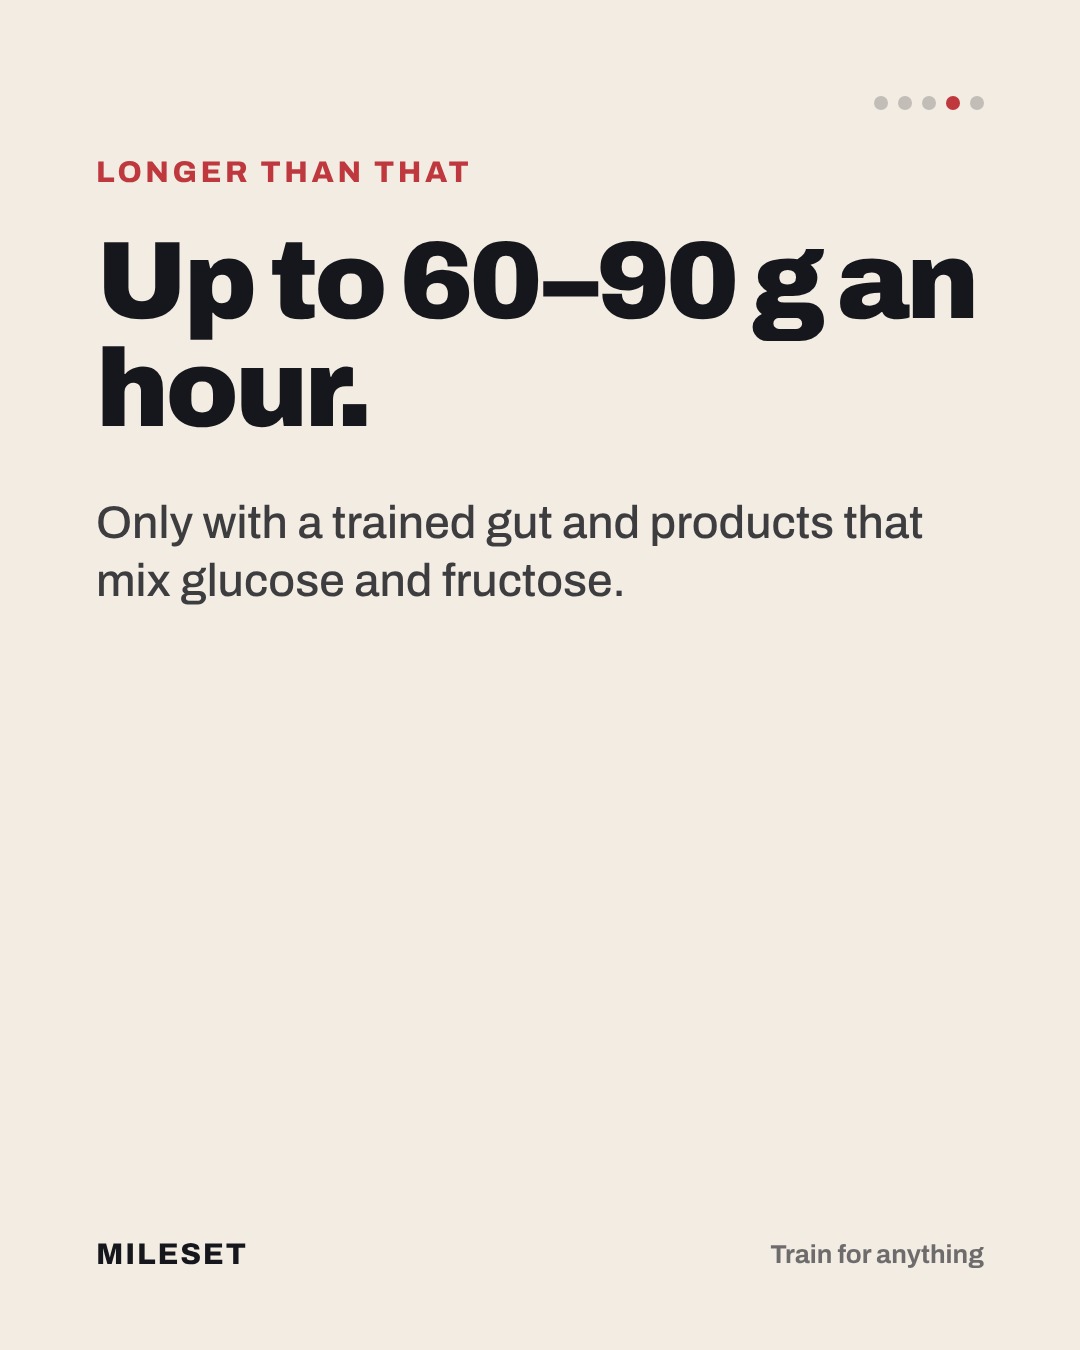 LONGER THAN THAT
Up to 60–90 g an
hour.
Only with a trained gut and products that
mix glucose and fructose.
MILESET
Train for anything